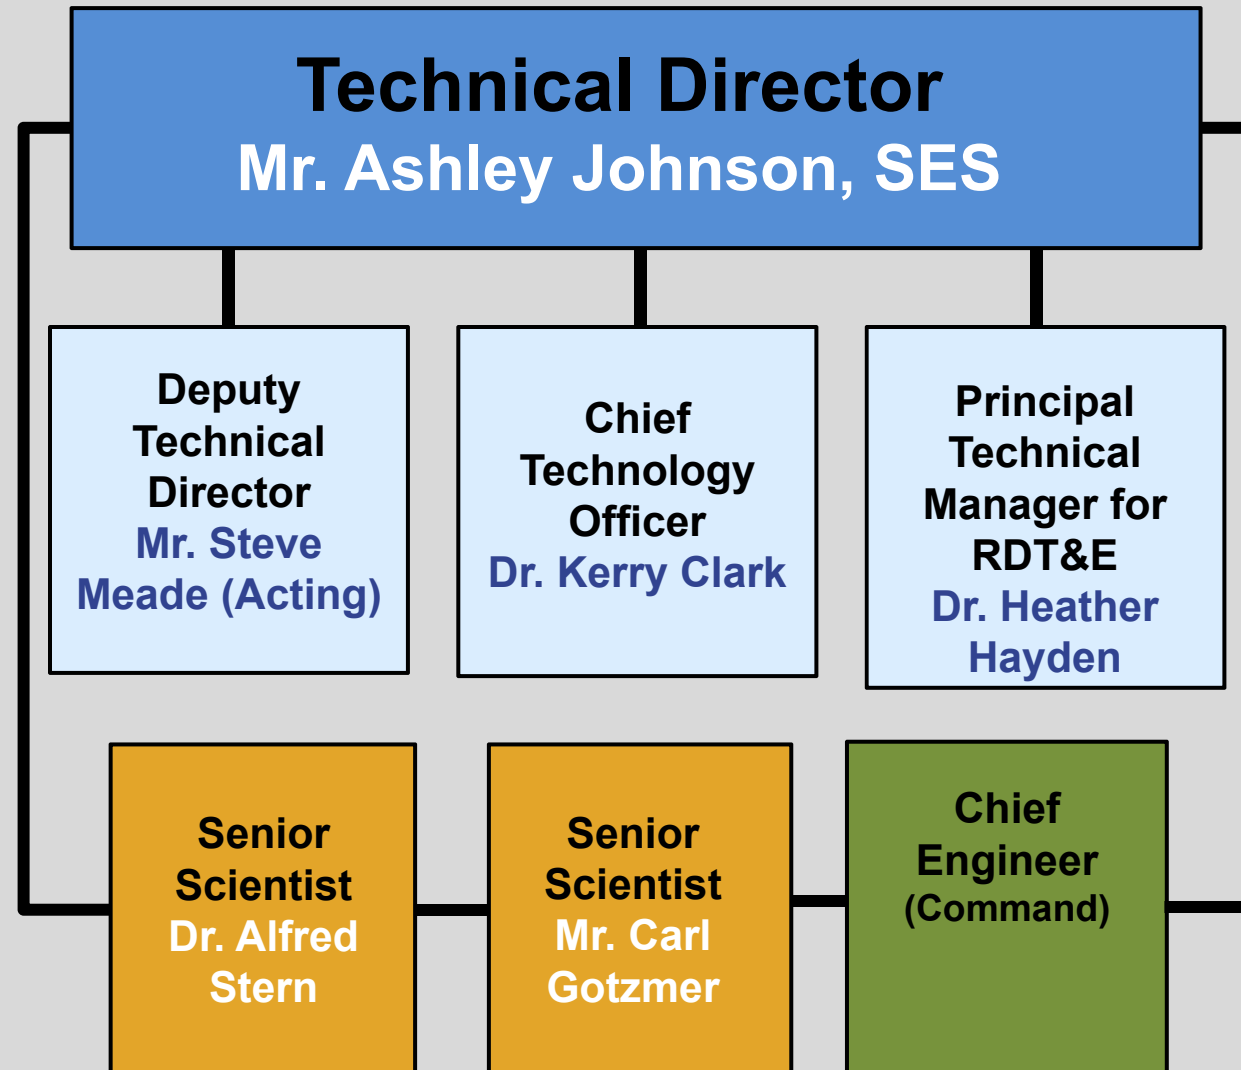 Technical Director
Mr. Ashley Johnson, SES
Deputy
Technical
Director
Mr. Steve
Meade (Acting)
Chief
Technology
Officer
Dr. Kerry Clark
Principal
Technical
Manager for
RDT&E
Dr. Heather
Hayden
Senior
Scientist
Dr. Alfred
Stern
Senior
Scientist
Mr. Carl
Gotzmer
Chief
Engineer
(Command)